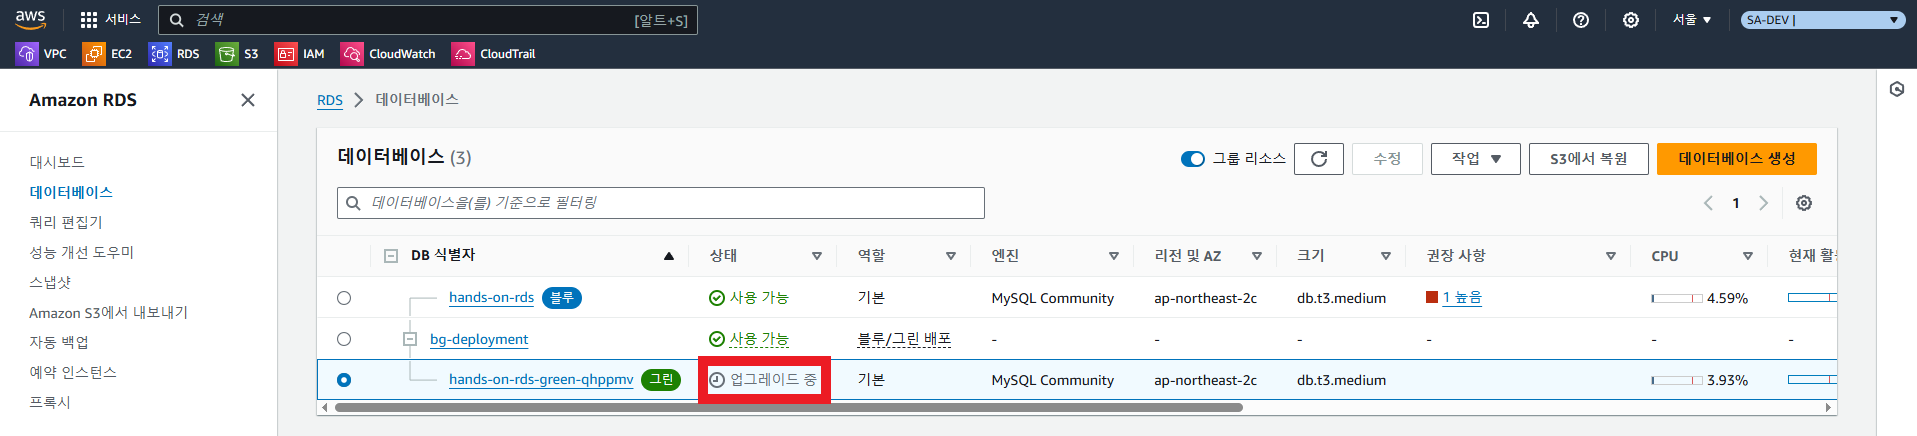 aws 서비스 검색 [알트+S] 서울 SA-DEV |
VPC EC2 RDS S3 IAM CloudWatch CloudTrail
Amazon RDS
대시보드
데이터베이스
쿼리 편집기
성능 개선 도우미
스냅샷
Amazon S3에서 내보내기
자동 백업
예약 인스턴스
프록시
RDS 데이터베이스
데이터베이스 (3) 그룹 리소스 수정 작업 S3에서 복원 데이터베이스 생성
데이터베이스을(를) 기준으로 필터링 1
DB 식별자 상태 역할 엔진 리전 및 AZ 크기 권장 사항 CPU 현재
hands-on-rds 블루 사용 가능 기본 MySQL Community ap-northeast-2c db.t3.medium 1 높음 4.59%
bg-deployment 사용 가능 블루/그린 배포 - - - - - -
hands-on-rds-green-qhppmv 그린 업그레이드 중 기본 MySQL Community ap-northeast-2c db.t3.medium 3.93%